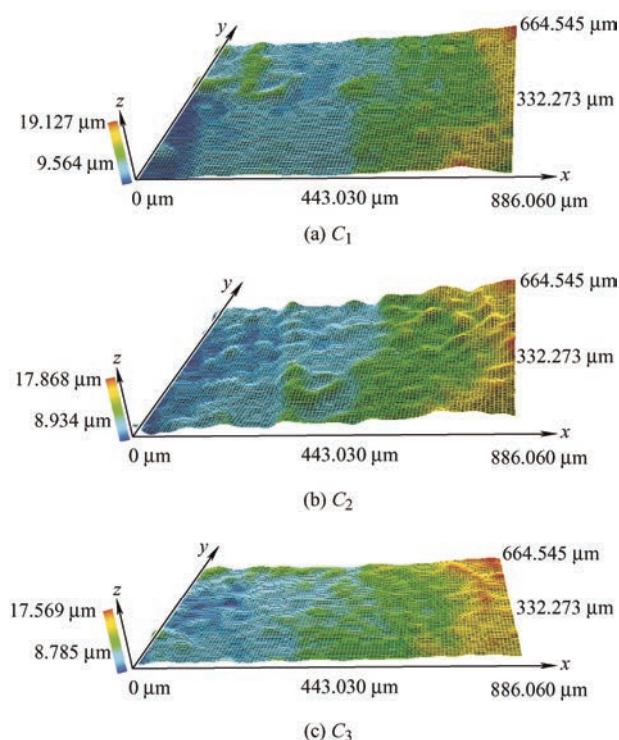 y
664.545 μm
z
19.127 μm
332.273 μm
9.564 μm
x
0 μm
443.030 μm
886.060 μm
(a) C1
y
664.545 μm
z
17.868 μm
332.273 μm
8.934 μm
x
0 μm
443.030 μm
886.060 μm
(b) C2
y
664.545 μm
z
17.569 μm
332.273 μm
8.785 μm
x
0 μm
443.030 μm
886.060 μm
(c) C3